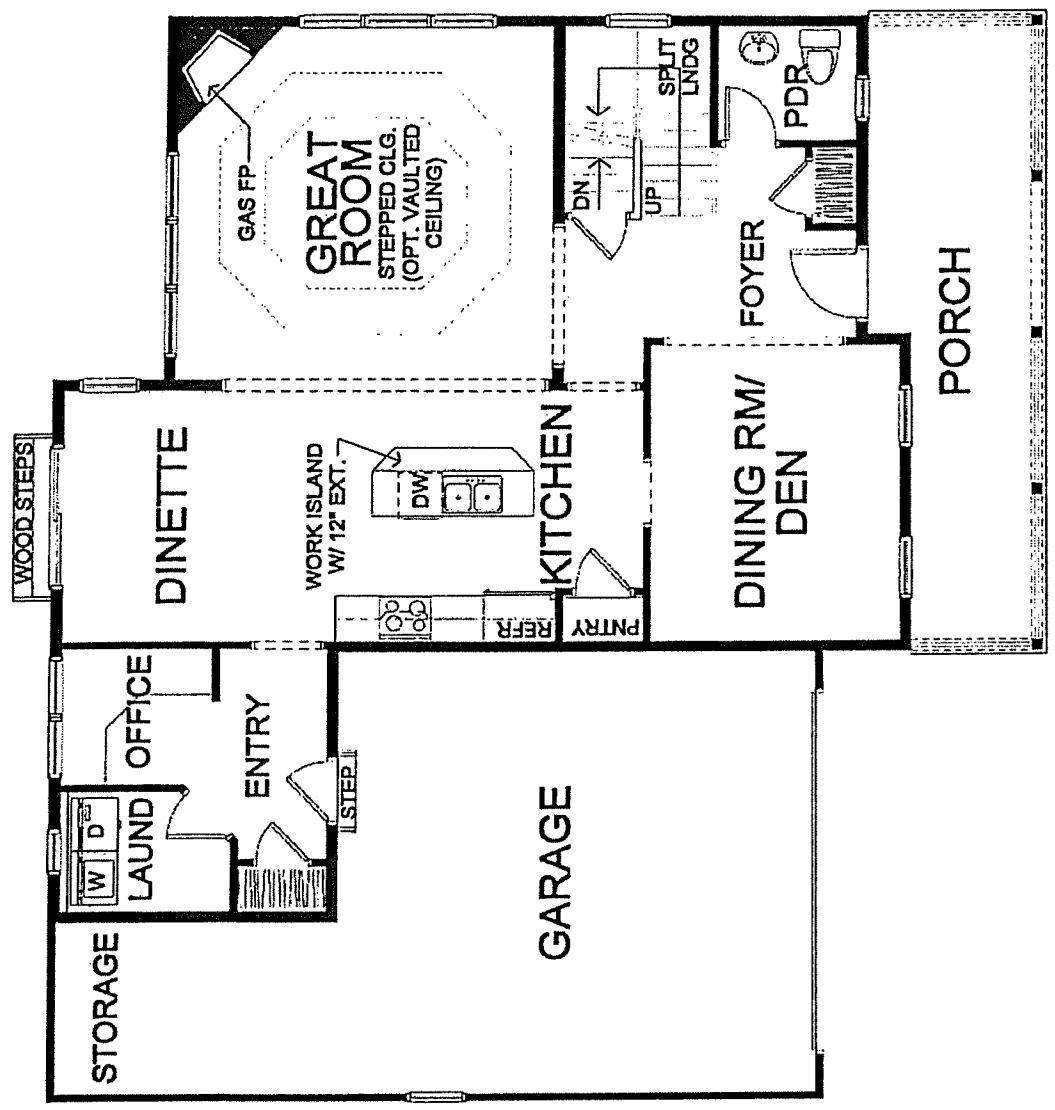 WOOD STEPS
DINETTE
GAS FP
GREAT
ROOM
STEPPED CLG.
(OPT. VAULTED
CEILING)
WORK ISLAND
W/ 12" EXT.
DW
KITCHEN
REFR
PNTRY
DN
UP
SPLIT
LNDG
PDR
FOYER
DINING RM/
DEN
PORCH
OFFICE
ENTRY
LAUND
W
D
STEP
STORAGE
GARAGE